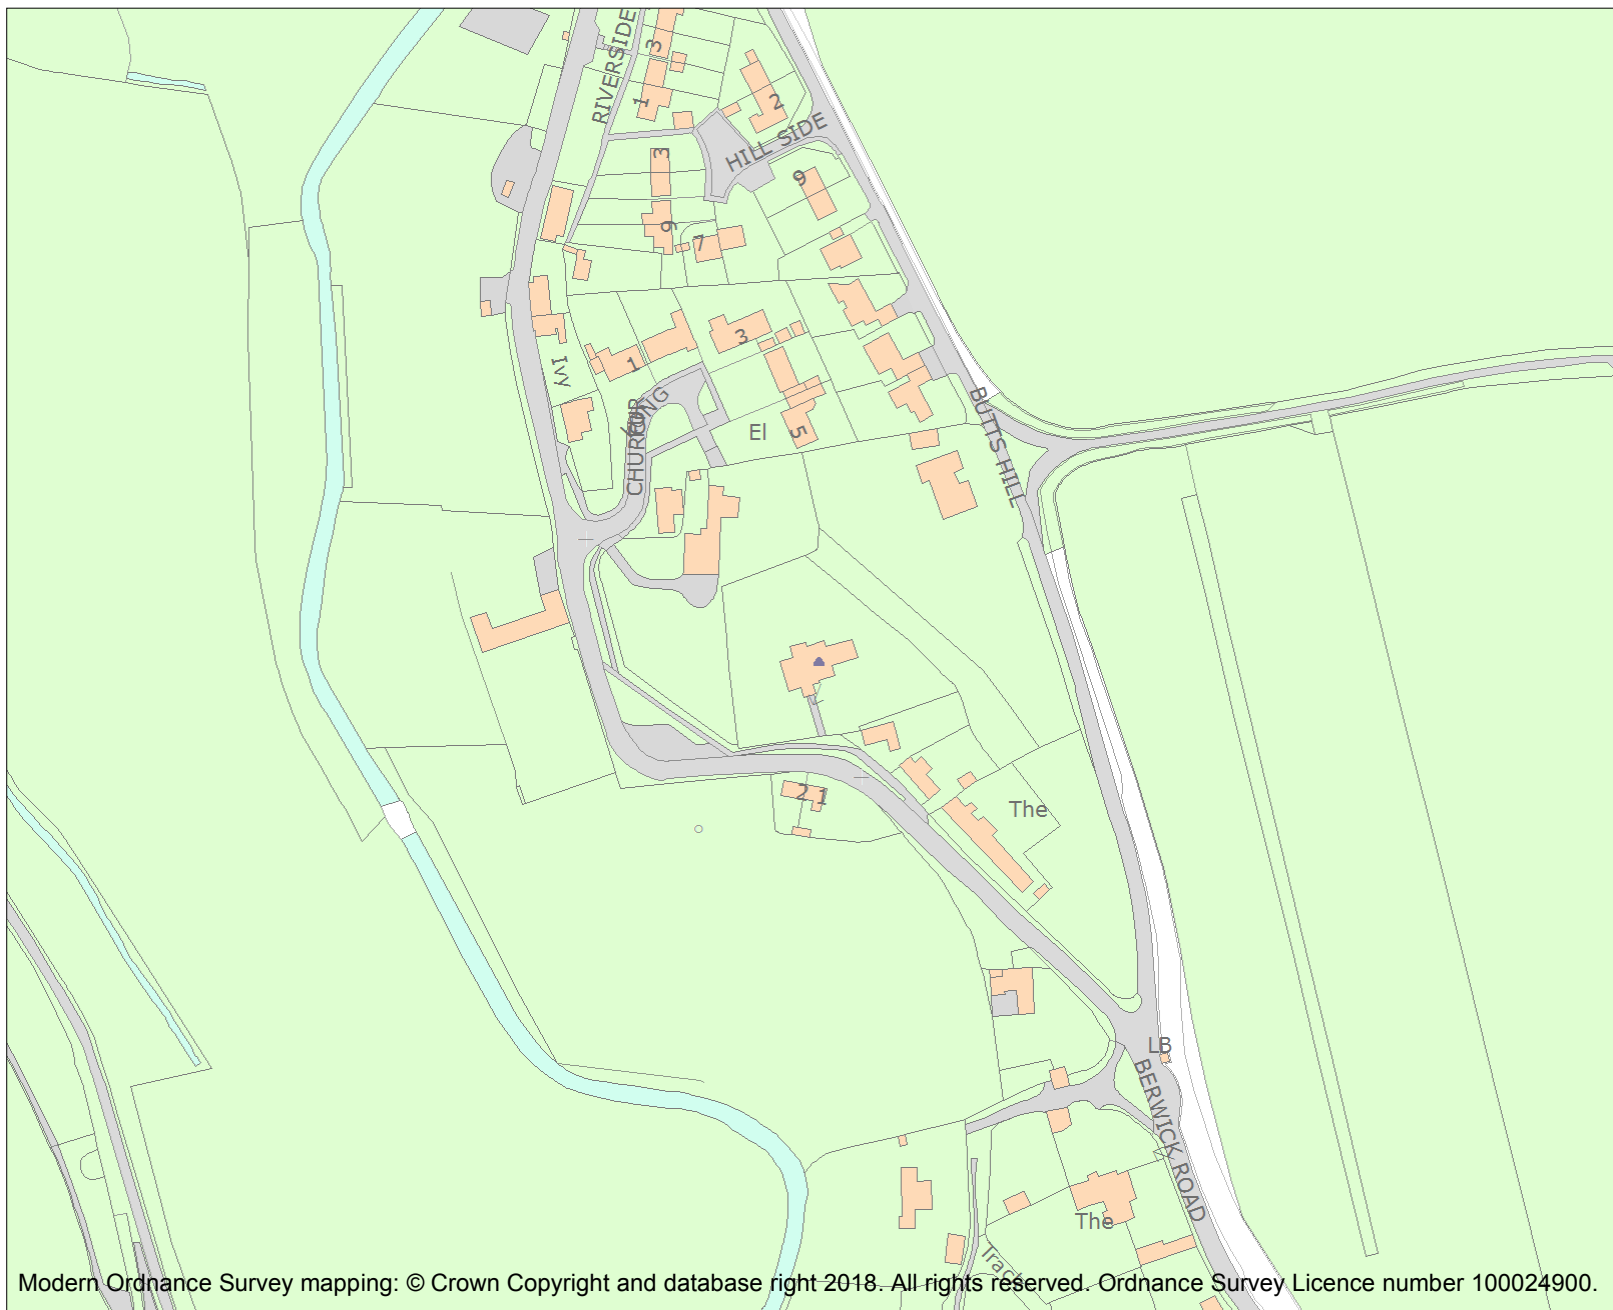 RIVERSIDE
3
1
2
HILL SIDE
3
9
6
7
3
1
IVY
CHURCH
El
5
BUTTS HILL
2 1
The
LB
BERWICK ROAD
The
Track
Modern Ordnance Survey mapping: © Crown Copyright and database right 2018. All rights reserved. Ordnance Survey Licence number 100024900.